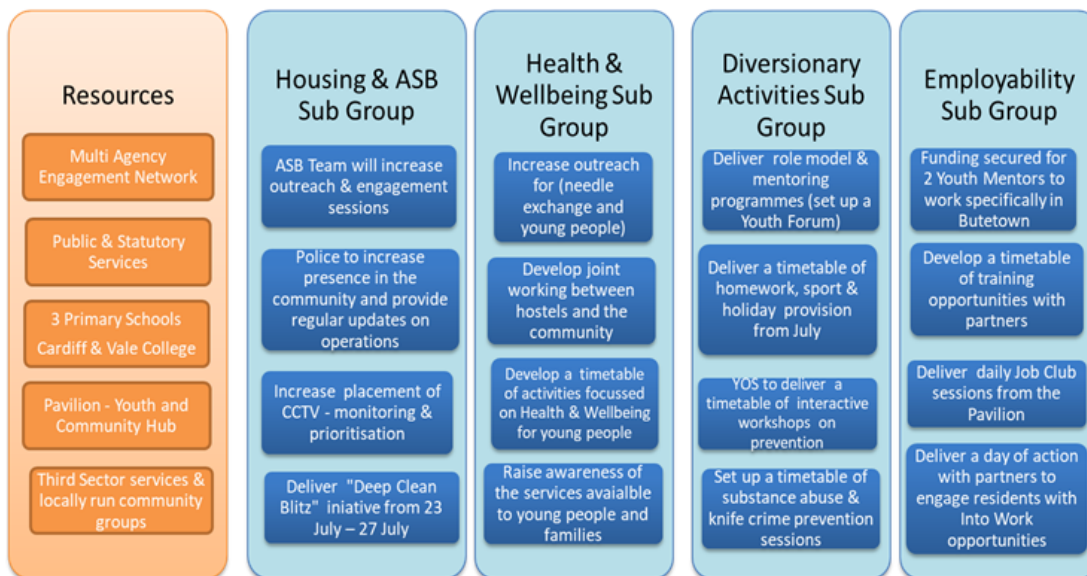 Resources
Multi Agency
Engagement Network
Public & Statutory
Services
3 Primary Schools
Cardiff & Vale College
Pavilion - Youth and
Community Hub
Third Sector services &
locally run community
groups
Housing & ASB
Sub Group
ASB Team will increase
outreach & engagement
sessions
Police to increase
presence in the
community and provide
regular updates on
operations
Increase placement of
CCTV - monitoring &
prioritisation
Deliver "Deep Clean
Blitz" iniative from 23
July – 27 July
Health &
Wellbeing Sub
Group
Increase outreach
for (needle
exchange and
young people)
Develop joint
working between
hostels and the
community
Develop a timetable
of activities focussed
on Health & Wellbeing
for young people
Raise awareness of
the services availalble
to young people and
families
Diversionary
Activities Sub
Group
Deliver role model &
mentoring
programmes (set up a
Youth Forum)
Deliver a timetable of
homework, sport &
holiday provision
from July
YOS to deliver a
timetable of interactive
workshops on
prevention
Set up a timetable of
substance abuse &
knife crime prevention
sessions
Employability
Sub Group
Funding secured for
2 Youth Mentors to
work specifically in
Butetown
Develop a timetable
of training
opportunities with
partners
Deliver daily Job Club
sessions from the
Pavilion
Deliver a day of action
with partners to
engage residents with
Into Work
opportunities